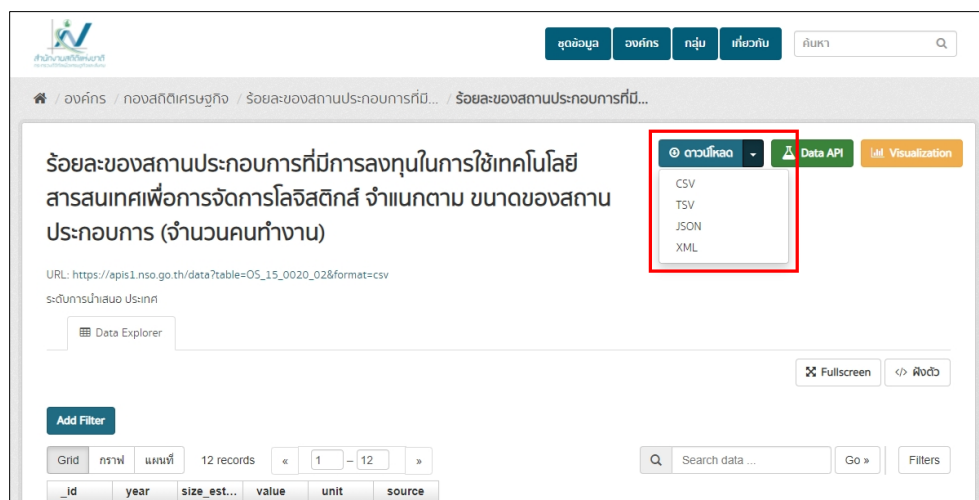 สำนักงานสถิติแห่งชาติ
ชุดข้อมูล องค์กร กลุ่ม เกี่ยวกับ ค้นหา
/ องค์กร / กองสถิติเศรษฐกิจ / ร้อยละของสถานประกอบการที่มี... / ร้อยละของสถานประกอบการที่มี...
ร้อยละของสถานประกอบการที่มีการลงทุนในการใช้เทคโนโลยี
สารสนเทศเพื่อการจัดการโลจิสติกส์ จำแนกตาม ขนาดของสถาน
ประกอบการ (จำนวนคนทำงาน)
ดาวน์โหลด Data API Visualization
CSV
TSV
JSON
XML
URL: https://apis1.nso.go.th/data?table=OS_15_0020_02&format=csv
ระดับการนำเสนอ ประเทศ
Data Explorer
Fullscreen </> ฝังตัว
Add Filter
Grid กราฟ แผนที่ 12 records « 1 – 12 » Search data ... Go » Filters
_id year size_est... value unit source